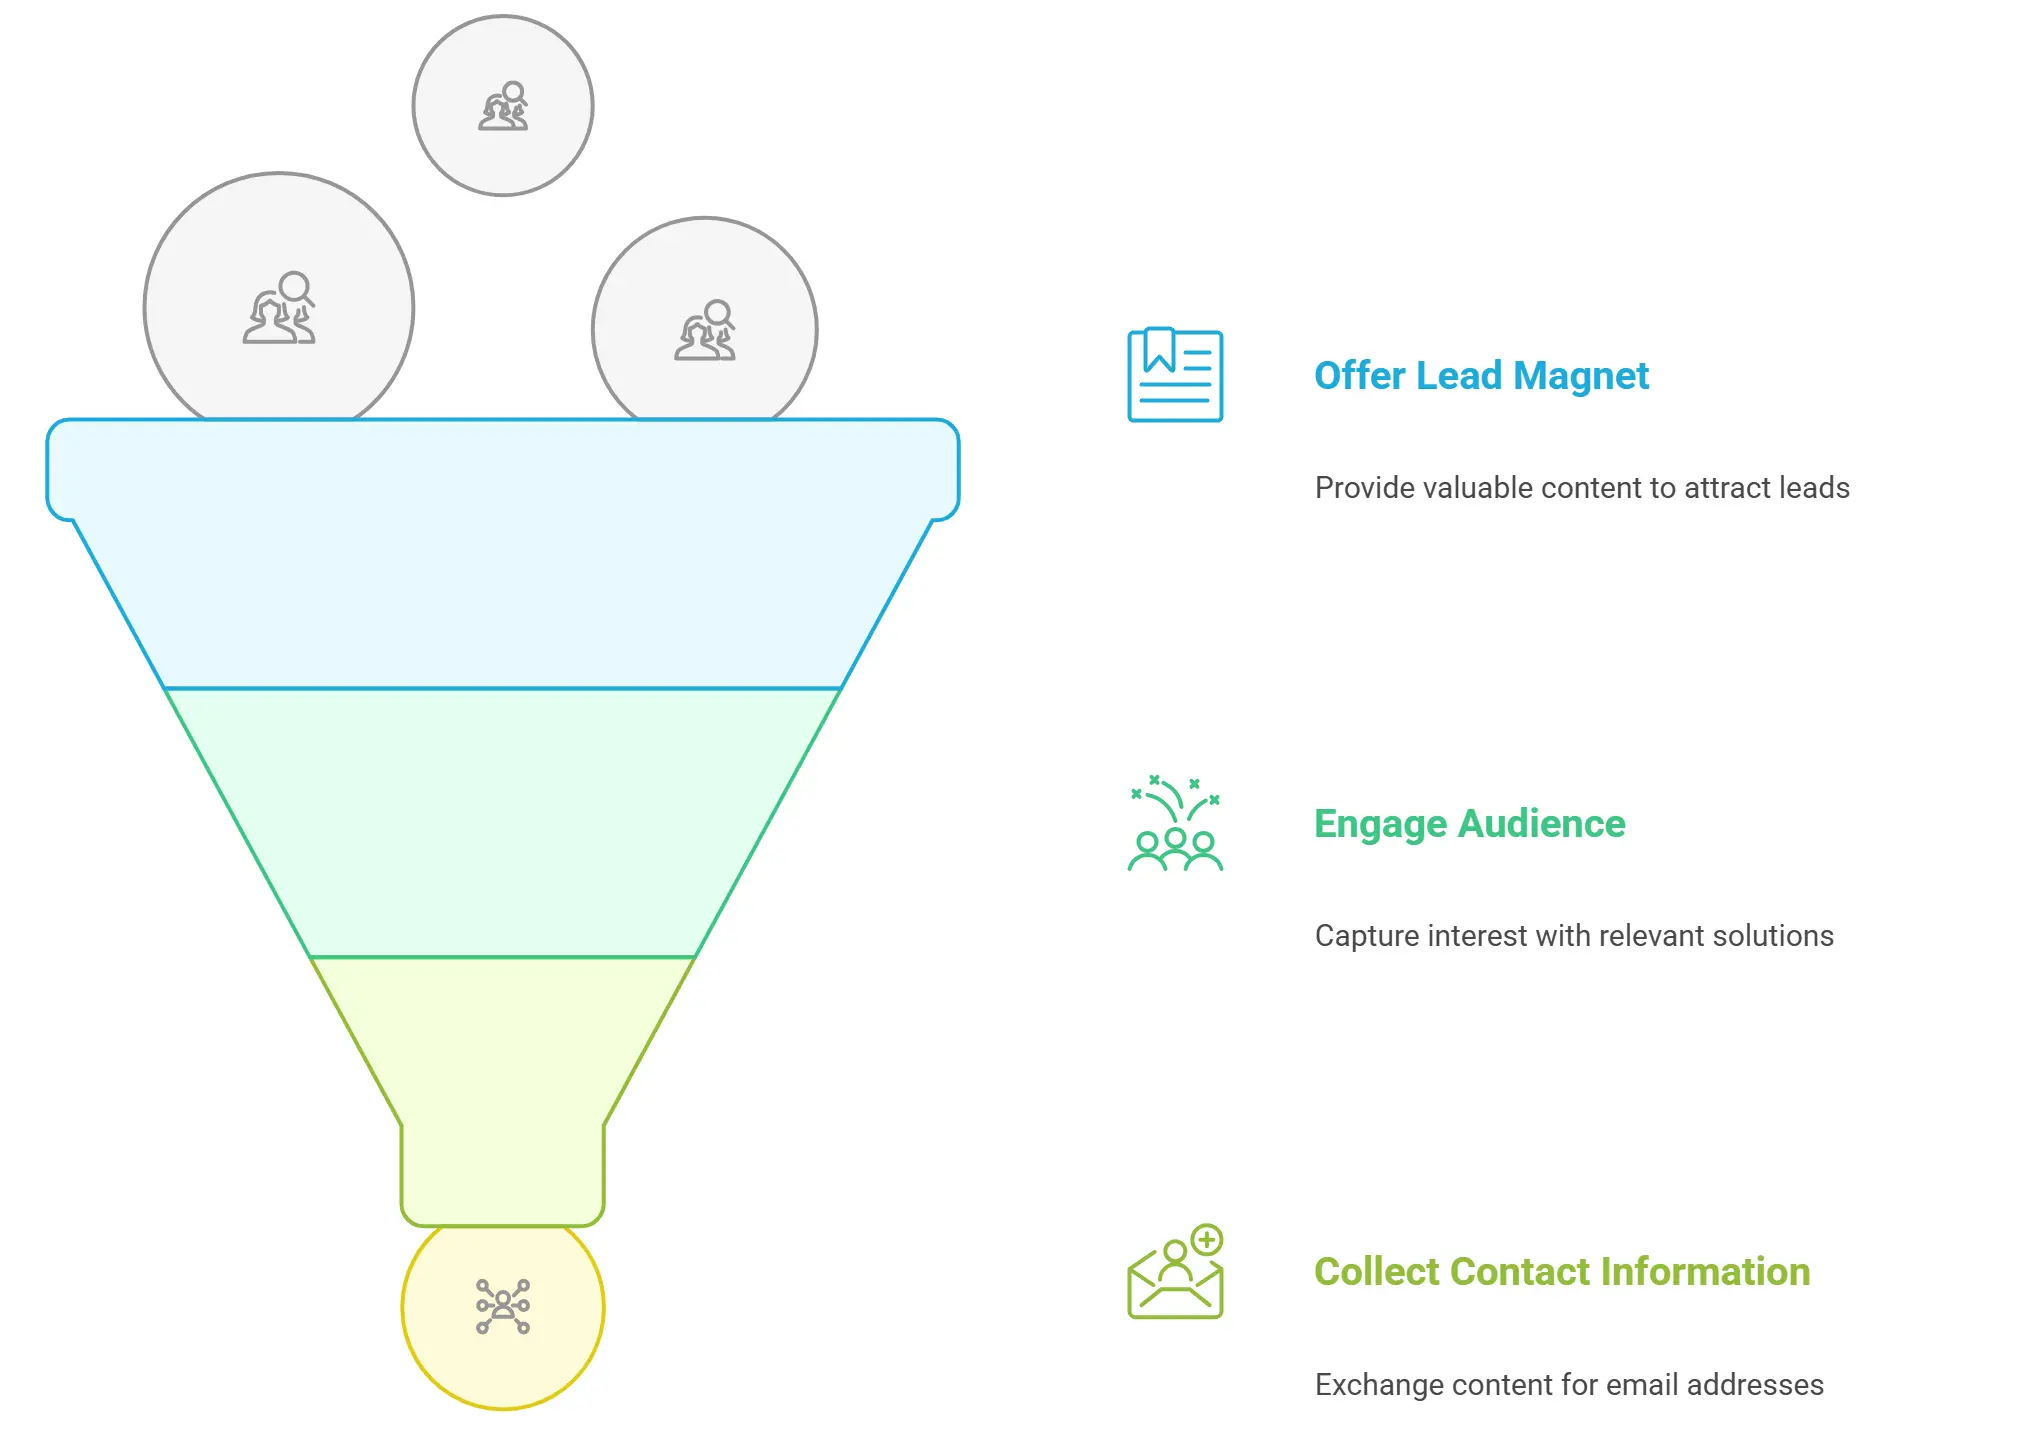 Offer Lead Magnet
Provide valuable content to attract leads
Engage Audience
Capture interest with relevant solutions
Collect Contact Information
Exchange content for email addresses